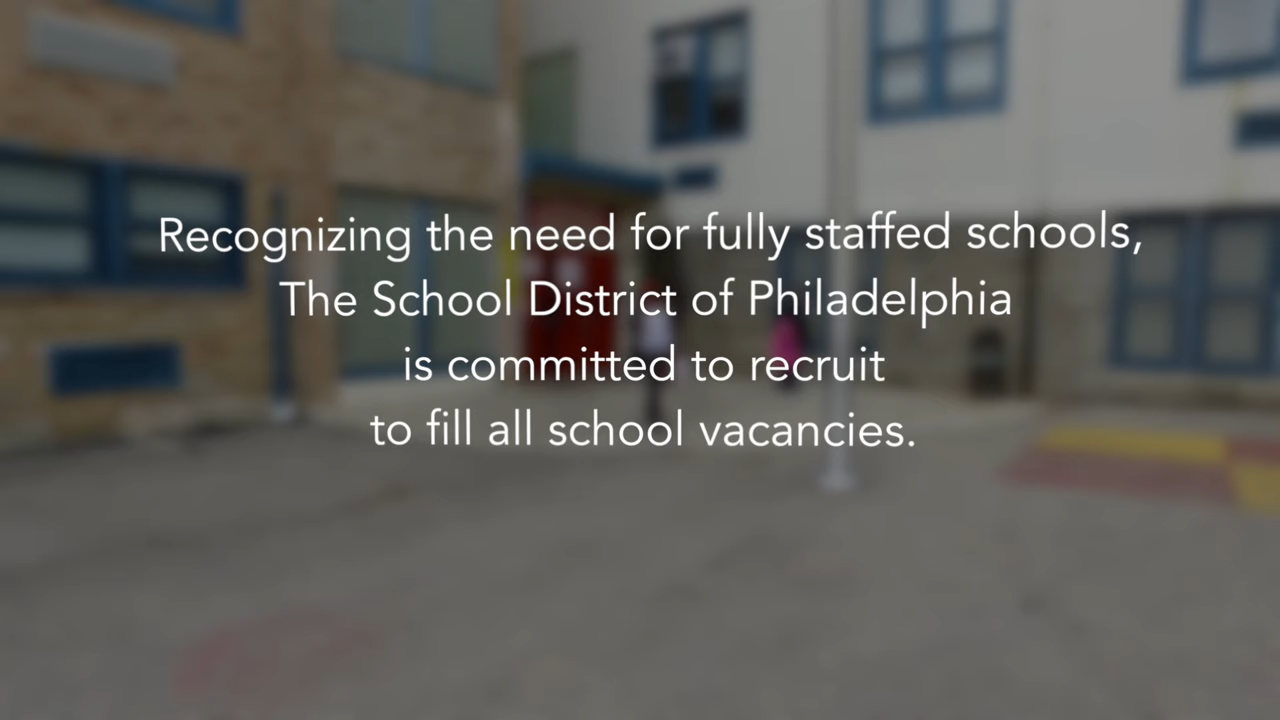 Recognizing the need for fully staffed schools,
The School District of Philadelphia
is committed to recruit
to fill all school vacancies.